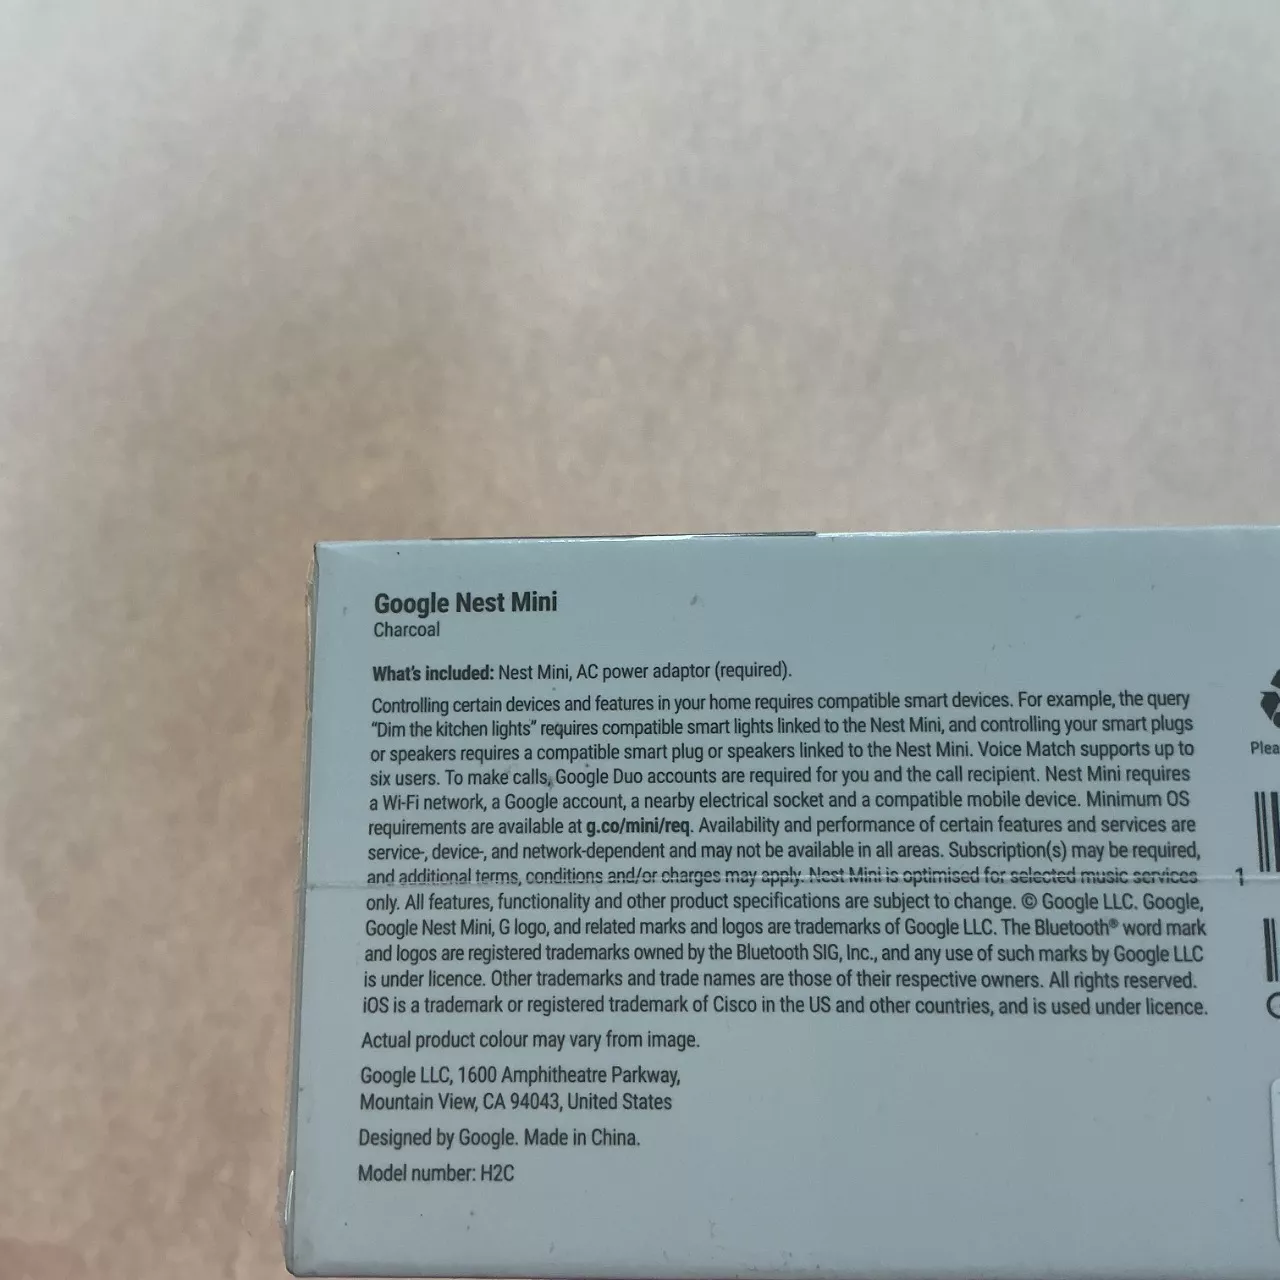 Google Nest Mini
Charcoal
What's included: Nest Mini, AC power adaptor (required).
Controlling certain devices and features in your home requires compatible smart devices. For example, the query
"Dim the kitchen lights" requires compatible smart lights linked to the Nest Mini, and controlling your smart plugs
or speakers requires a compatible smart plug or speakers linked to the Nest Mini. Voice Match supports up to
six users. To make calls, Google Duo accounts are required for you and the call recipient. Nest Mini requires
a Wi-Fi network, a Google account, a nearby electrical socket and a compatible mobile device. Minimum OS
requirements are available at g.co/mini/req. Availability and performance of certain features and services are
service-, device-, and network-dependent and may not be available in all areas. Subscription(s) may be required,
and additional terms, conditions and/or charges may apply. Nest Mini is optimised for selected music services
only. All features, functionality and other product specifications are subject to change. © Google LLC. Google,
Google Nest Mini, G logo, and related marks and logos are trademarks of Google LLC. The Bluetooth® word mark
and logos are registered trademarks owned by the Bluetooth SIG, Inc., and any use of such marks by Google LLC
is under licence. Other trademarks and trade names are those of their respective owners. All rights reserved.
iOS is a trademark or registered trademark of Cisco in the US and other countries, and is used under licence.
Actual product colour may vary from image.
Google LLC, 1600 Amphitheatre Parkway,
Mountain View, CA 94043, United States
Designed by Google. Made in China.
Model number: H2C
1